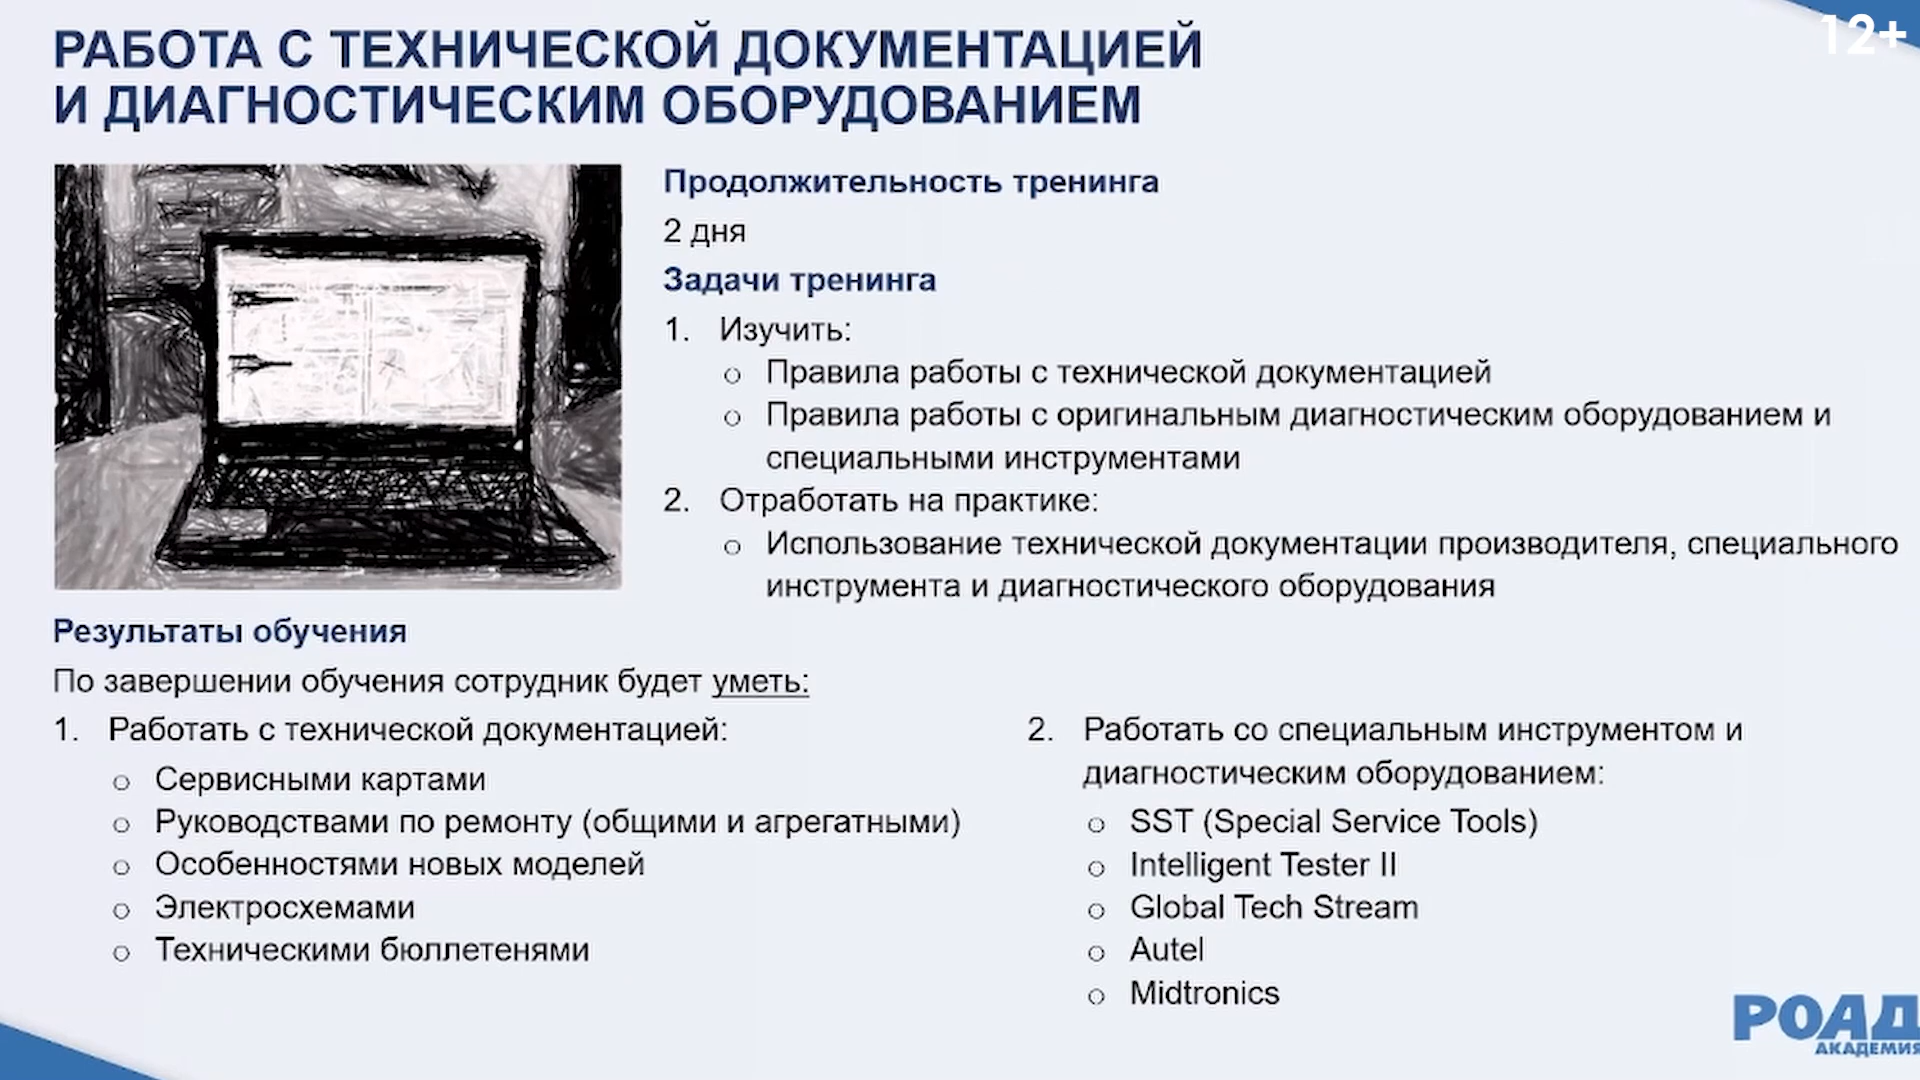 12+
РАБОТА С ТЕХНИЧЕСКОЙ ДОКУМЕНТАЦИЕЙ
И ДИАГНОСТИЧЕСКИМ ОБОРУДОВАНИЕМ
Продолжительность тренинга
2 дня
Задачи тренинга
1. Изучить:
o Правила работы с технической документацией
o Правила работы с оригинальным диагностическим оборудованием и
специальными инструментами
2. Отработать на практике:
o Использование технической документации производителя, специального
инструмента и диагностического оборудования
Результаты обучения
По завершении обучения сотрудник будет уметь:
1. Работать с технической документацией:
o Сервисными картами
o Руководствами по ремонту (общими и агрегатными)
o Особенностями новых моделей
o Электросхемами
o Техническими бюллетенями
2. Работать со специальным инструментом и
диагностическим оборудованием:
o SST (Special Service Tools)
o Intelligent Tester II
o Global Tech Stream
o Autel
o Midtronics
РОАД
АКАДЕМИЯ